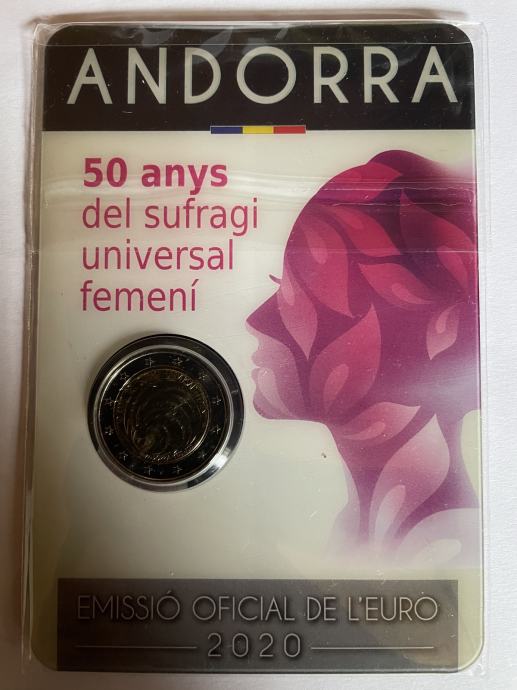 ANDORRA
50 anys
del sufragi
universal
femení
EMISSIÓ OFICIAL DE L'EURO
2020